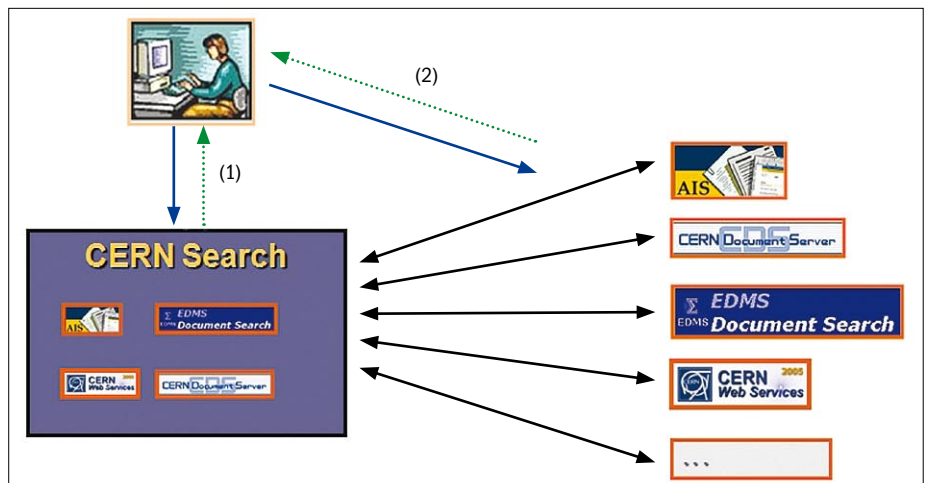 (2)
(1)
CERN Search
AIS
Σ EDMS
EDMS Document Search
CERN 2005
Web Services
CERN Document Server
AIS
CERN Document Server
Σ EDMS
EDMS Document Search
CERN 2005
Web Services
...